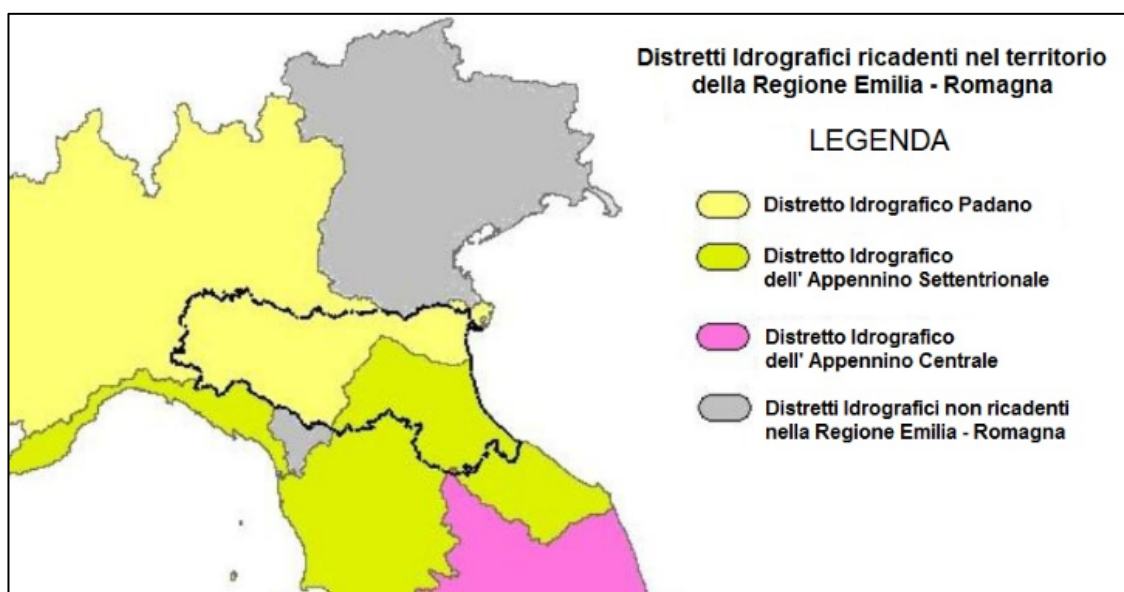 Distretti Idrografici ricadenti nel territorio
della Regione Emilia - Romagna
LEGENDA
Distretto Idrografico Padano
Distretto Idrografico
dell' Appennino Settentrionale
Distretto Idrografico
dell' Appennino Centrale
Distretti Idrografici non ricadenti
nella Regione Emilia - Romagna